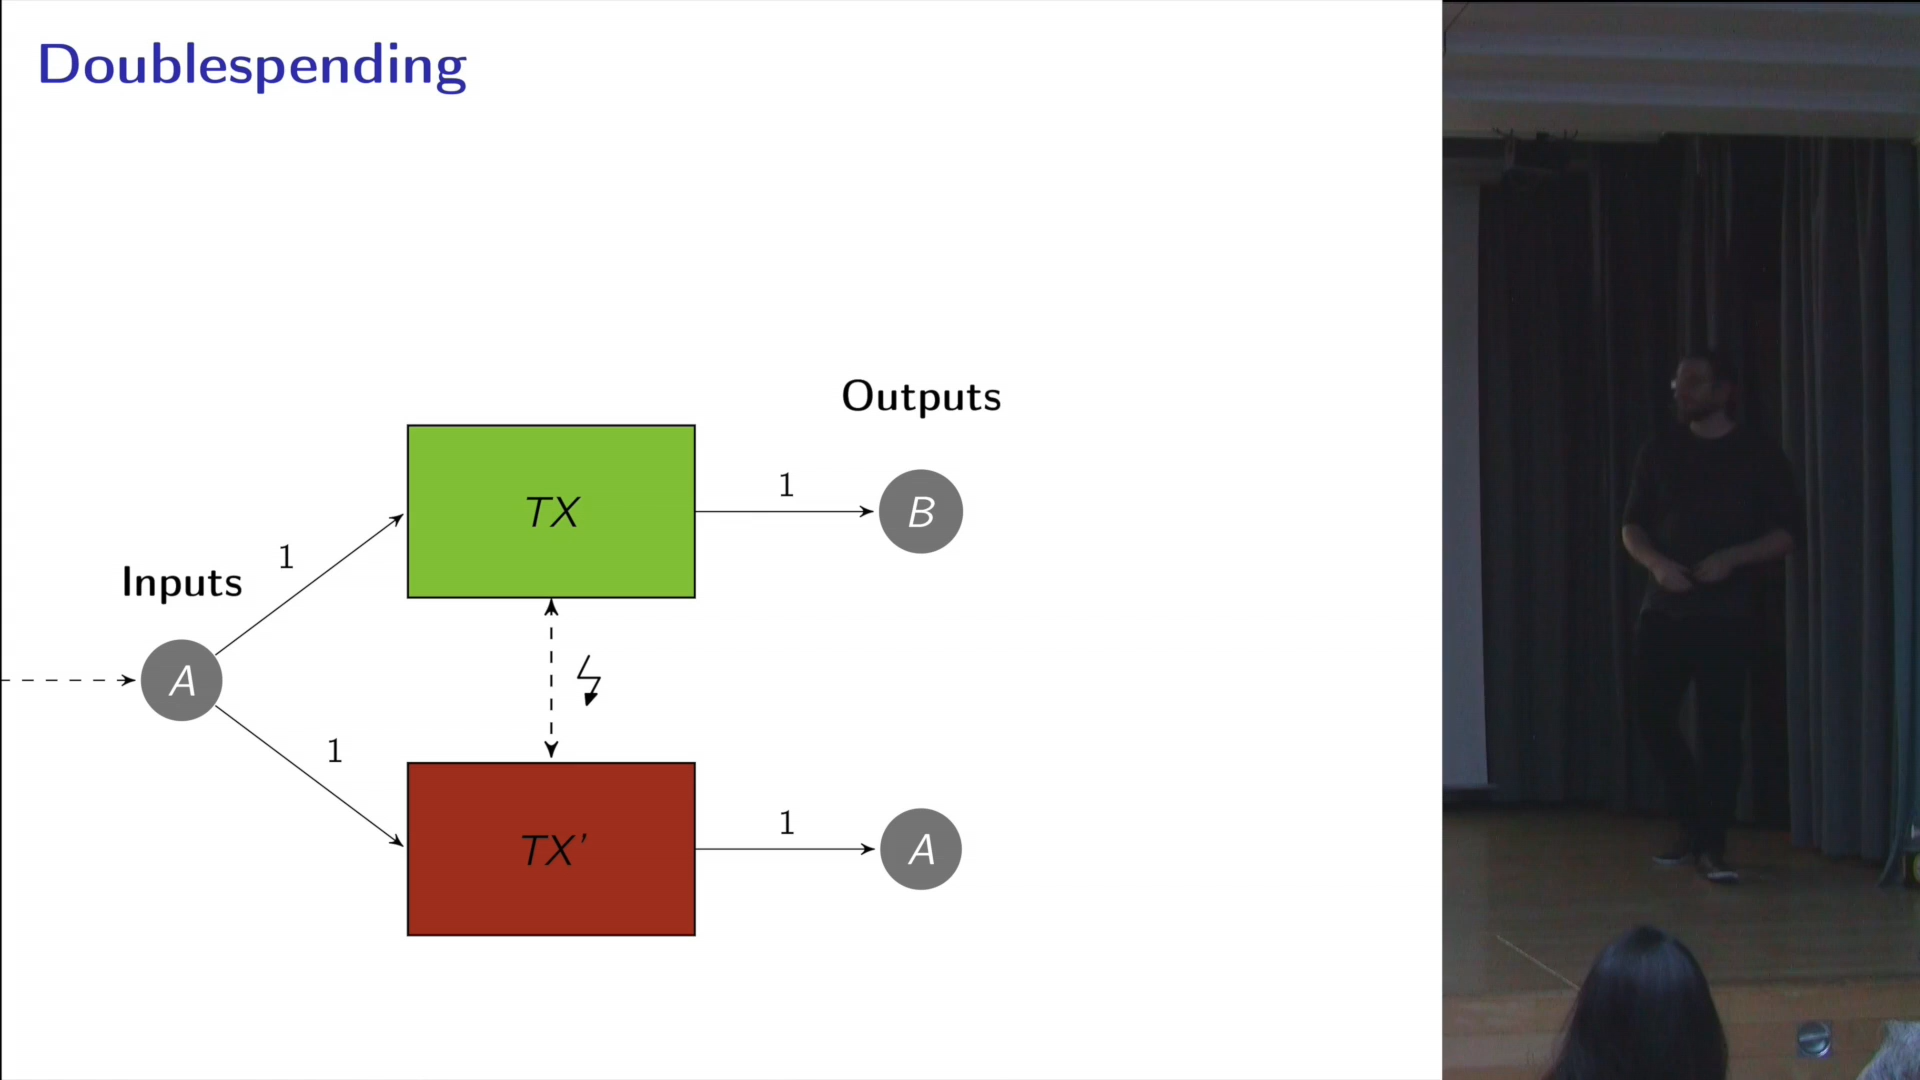 Doublespending
Outputs
TX
1
B
1
Inputs
A
1
TX'
1
A